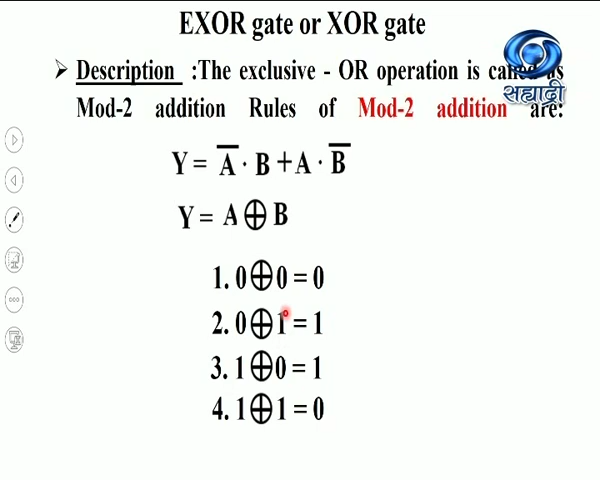 EXOR gate or XOR gate
➤ Description :The exclusive - OR operation is called as
Mod-2 addition Rules of Mod-2 addition are:
सह्याद्री
Y = A̅ · B + A · B̅
Y = A ⊕ B
1. 0⊕0 = 0
2. 0⊕1 = 1
3. 1⊕0 = 1
4. 1⊕1 = 0